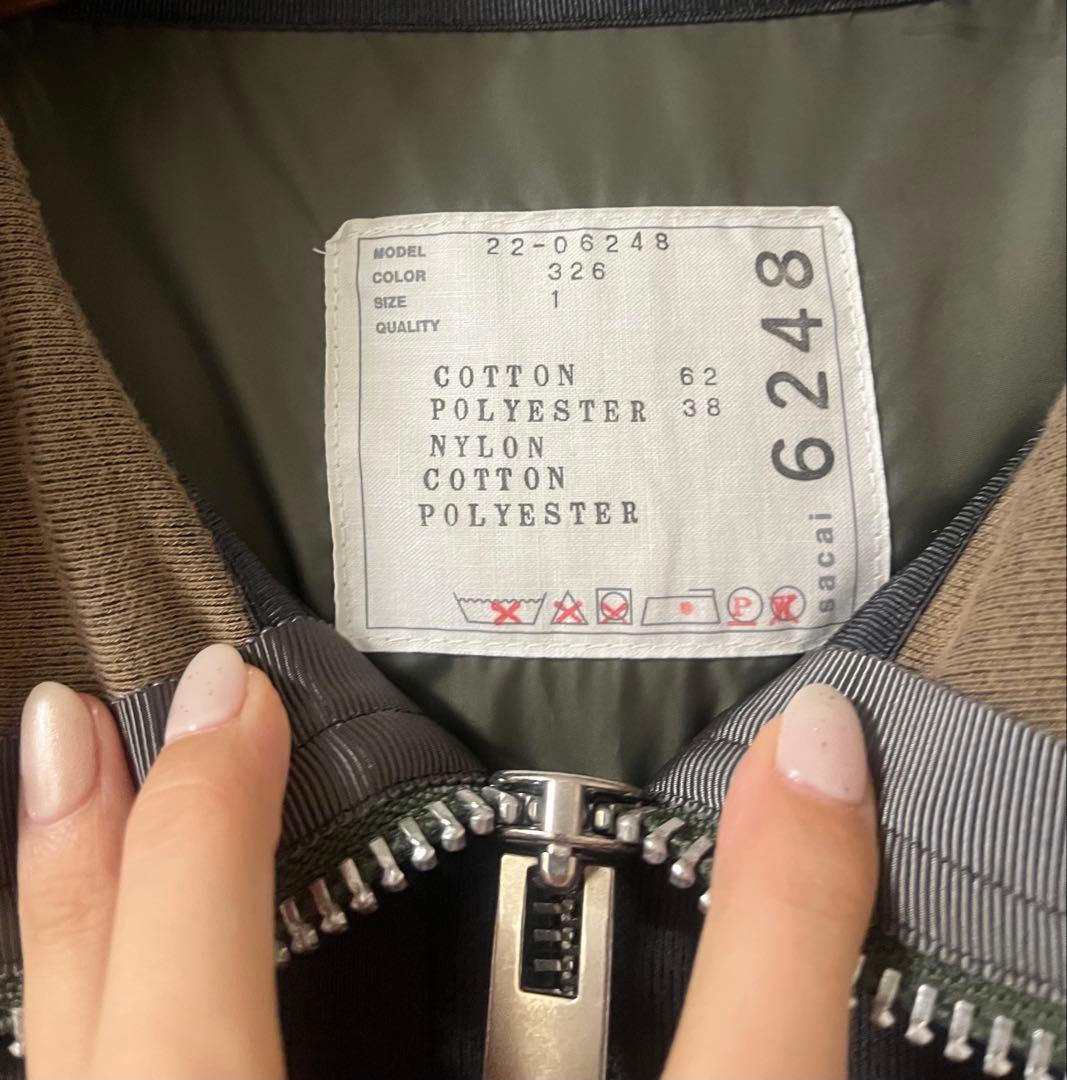 MODEL 22-06248
COLOR 326
SIZE 1
QUALITY
COTTON 62
POLYESTER 38
NYLON
COTTON
POLYESTER
P W
sacai 6248